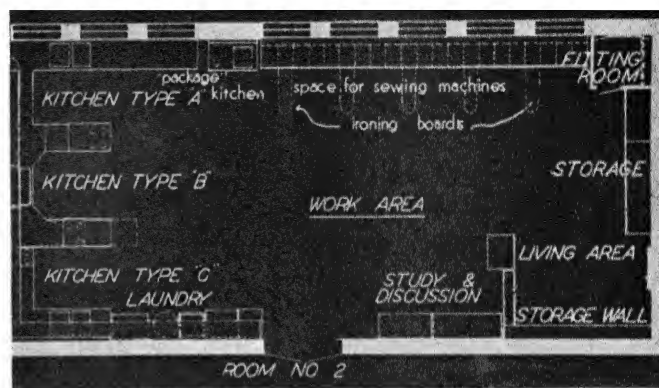 FITTING
ROOM
package
kitchen
KITCHEN TYPE "A"
space for sewing machines
ironing boards
STORAGE
KITCHEN TYPE "B"
WORK AREA
LIVING AREA
KITCHEN TYPE "C"
LAUNDRY
STUDY &
DISCUSSION
STORAGE WALL
ROOM NO 2